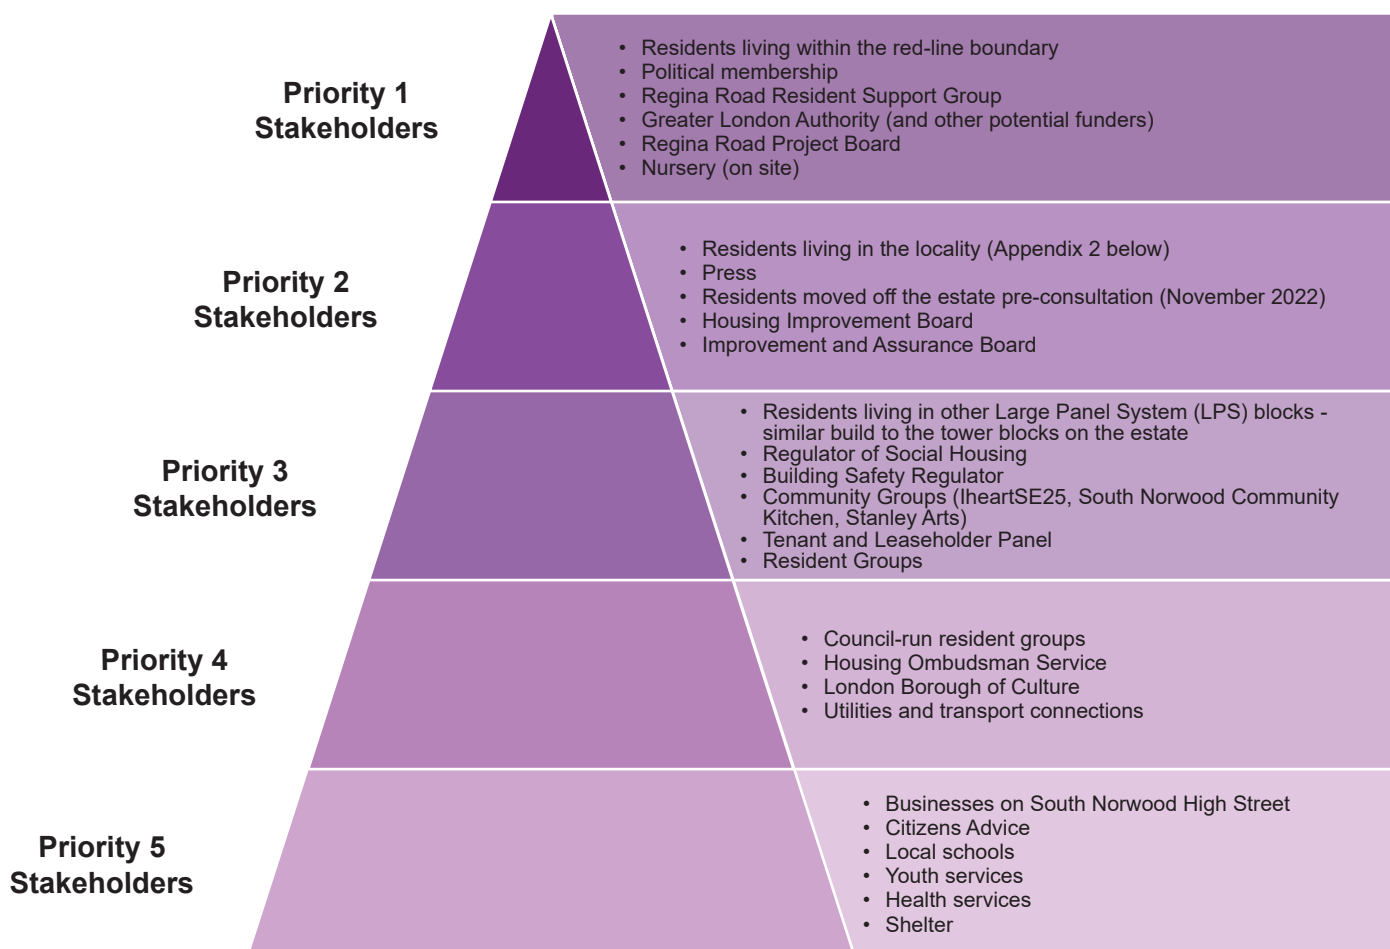 Priority 1
Stakeholders
• Residents living within the red-line boundary
• Political membership
• Regina Road Resident Support Group
• Greater London Authority (and other potential funders)
• Regina Road Project Board
• Nursery (on site)
Priority 2
Stakeholders
• Residents living in the locality (Appendix 2 below)
• Press
• Residents moved off the estate pre-consultation (November 2022)
• Housing Improvement Board
• Improvement and Assurance Board
Priority 3
Stakeholders
• Residents living in other Large Panel System (LPS) blocks -
similar build to the tower blocks on the estate
• Regulator of Social Housing
• Building Safety Regulator
• Community Groups (IheartSE25, South Norwood Community
Kitchen, Stanley Arts)
• Tenant and Leaseholder Panel
• Resident Groups
Priority 4
Stakeholders
• Council-run resident groups
• Housing Ombudsman Service
• London Borough of Culture
• Utilities and transport connections
Priority 5
Stakeholders
• Businesses on South Norwood High Street
• Citizens Advice
• Local schools
• Youth services
• Health services
• Shelter